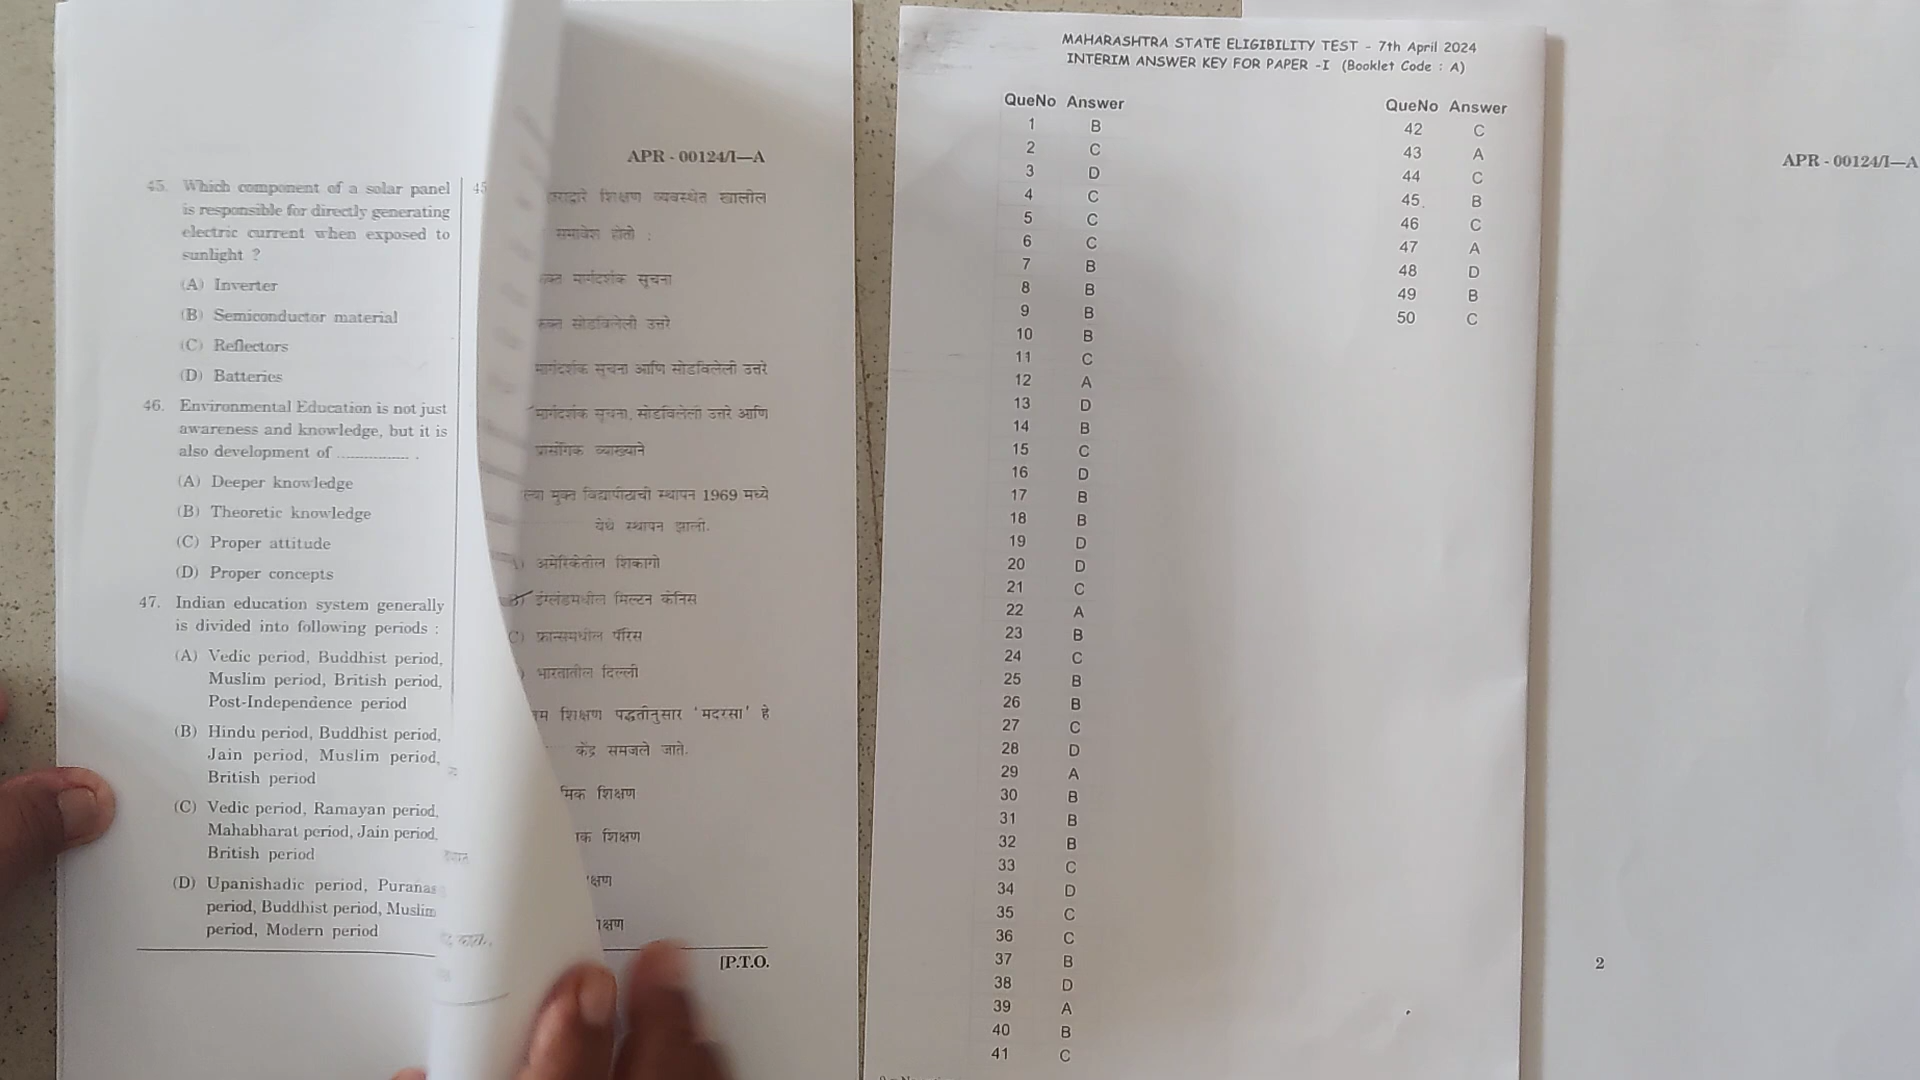 45. Which component of a solar panel
is responsible for directly generating
electric current when exposed to
sunlight ?
(A) Inverter
(B) Semiconductor material
(C) Reflectors
(D) Batteries
46. Environmental Education is not just
awareness and knowledge, but it is
also development of ................ .
(A) Deeper knowledge
(B) Theoretic knowledge
(C) Proper attitude
(D) Proper concepts
47. Indian education system generally
is divided into following periods :
(A) Vedic period, Buddhist period,
Muslim period, British period,
Post-Independence period
(B) Hindu period, Buddhist period,
Jain period, Muslim period,
British period
(C) Vedic period, Ramayan period,
Mahabharat period, Jain period,
British period
(D) Upanishadic period, Puranas
period, Buddhist period, Muslim
period, Modern period
45
APR - 00124/I—A
शिक्षण व्यवस्थेत खालील
समावेश होतो :
मार्गदर्शक सूचना
सोडविलेली उत्तरे
मार्गदर्शक सूचना आणि सोडविलेली उत्तरे
मार्गदर्शक सूचना, सोडविलेली उत्तरे आणि
प्रासंगिक व्याख्याने
मुक्त विद्यापीठाची स्थापन 1969 मध्ये
येथे स्थापन झाली.
अमेरिकेतील शिकागो
(B) इंग्लंडमधील मिल्टन केनिस
(C) फ्रान्समधील पॅरिस
भारतातील दिल्ली
शिक्षण पद्धतीनुसार 'मदरसा' हे
केंद्र समजले जाते.
शिक्षण
शिक्षण
[P.T.O.
MAHARASHTRA STATE ELIGIBILITY TEST - 7th April 2024
INTERIM ANSWER KEY FOR PAPER -I (Booklet Code : A)
QueNo Answer
1 B
2 C
3 D
4 C
5 C
6 C
7 B
8 B
9 B
10 B
11 C
12 A
13 D
14 B
15 C
16 D
17 B
18 B
19 D
20 D
21 C
22 A
23 B
24 C
25 B
26 B
27 C
28 D
29 A
30 B
31 B
32 B
33 C
34 D
35 C
36 C
37 B
38 D
39 A
40 B
41 C
QueNo Answer
42 C
43 A
44 C
45 B
46 C
47 A
48 D
49 B
50 C
APR - 00124/I—A
2